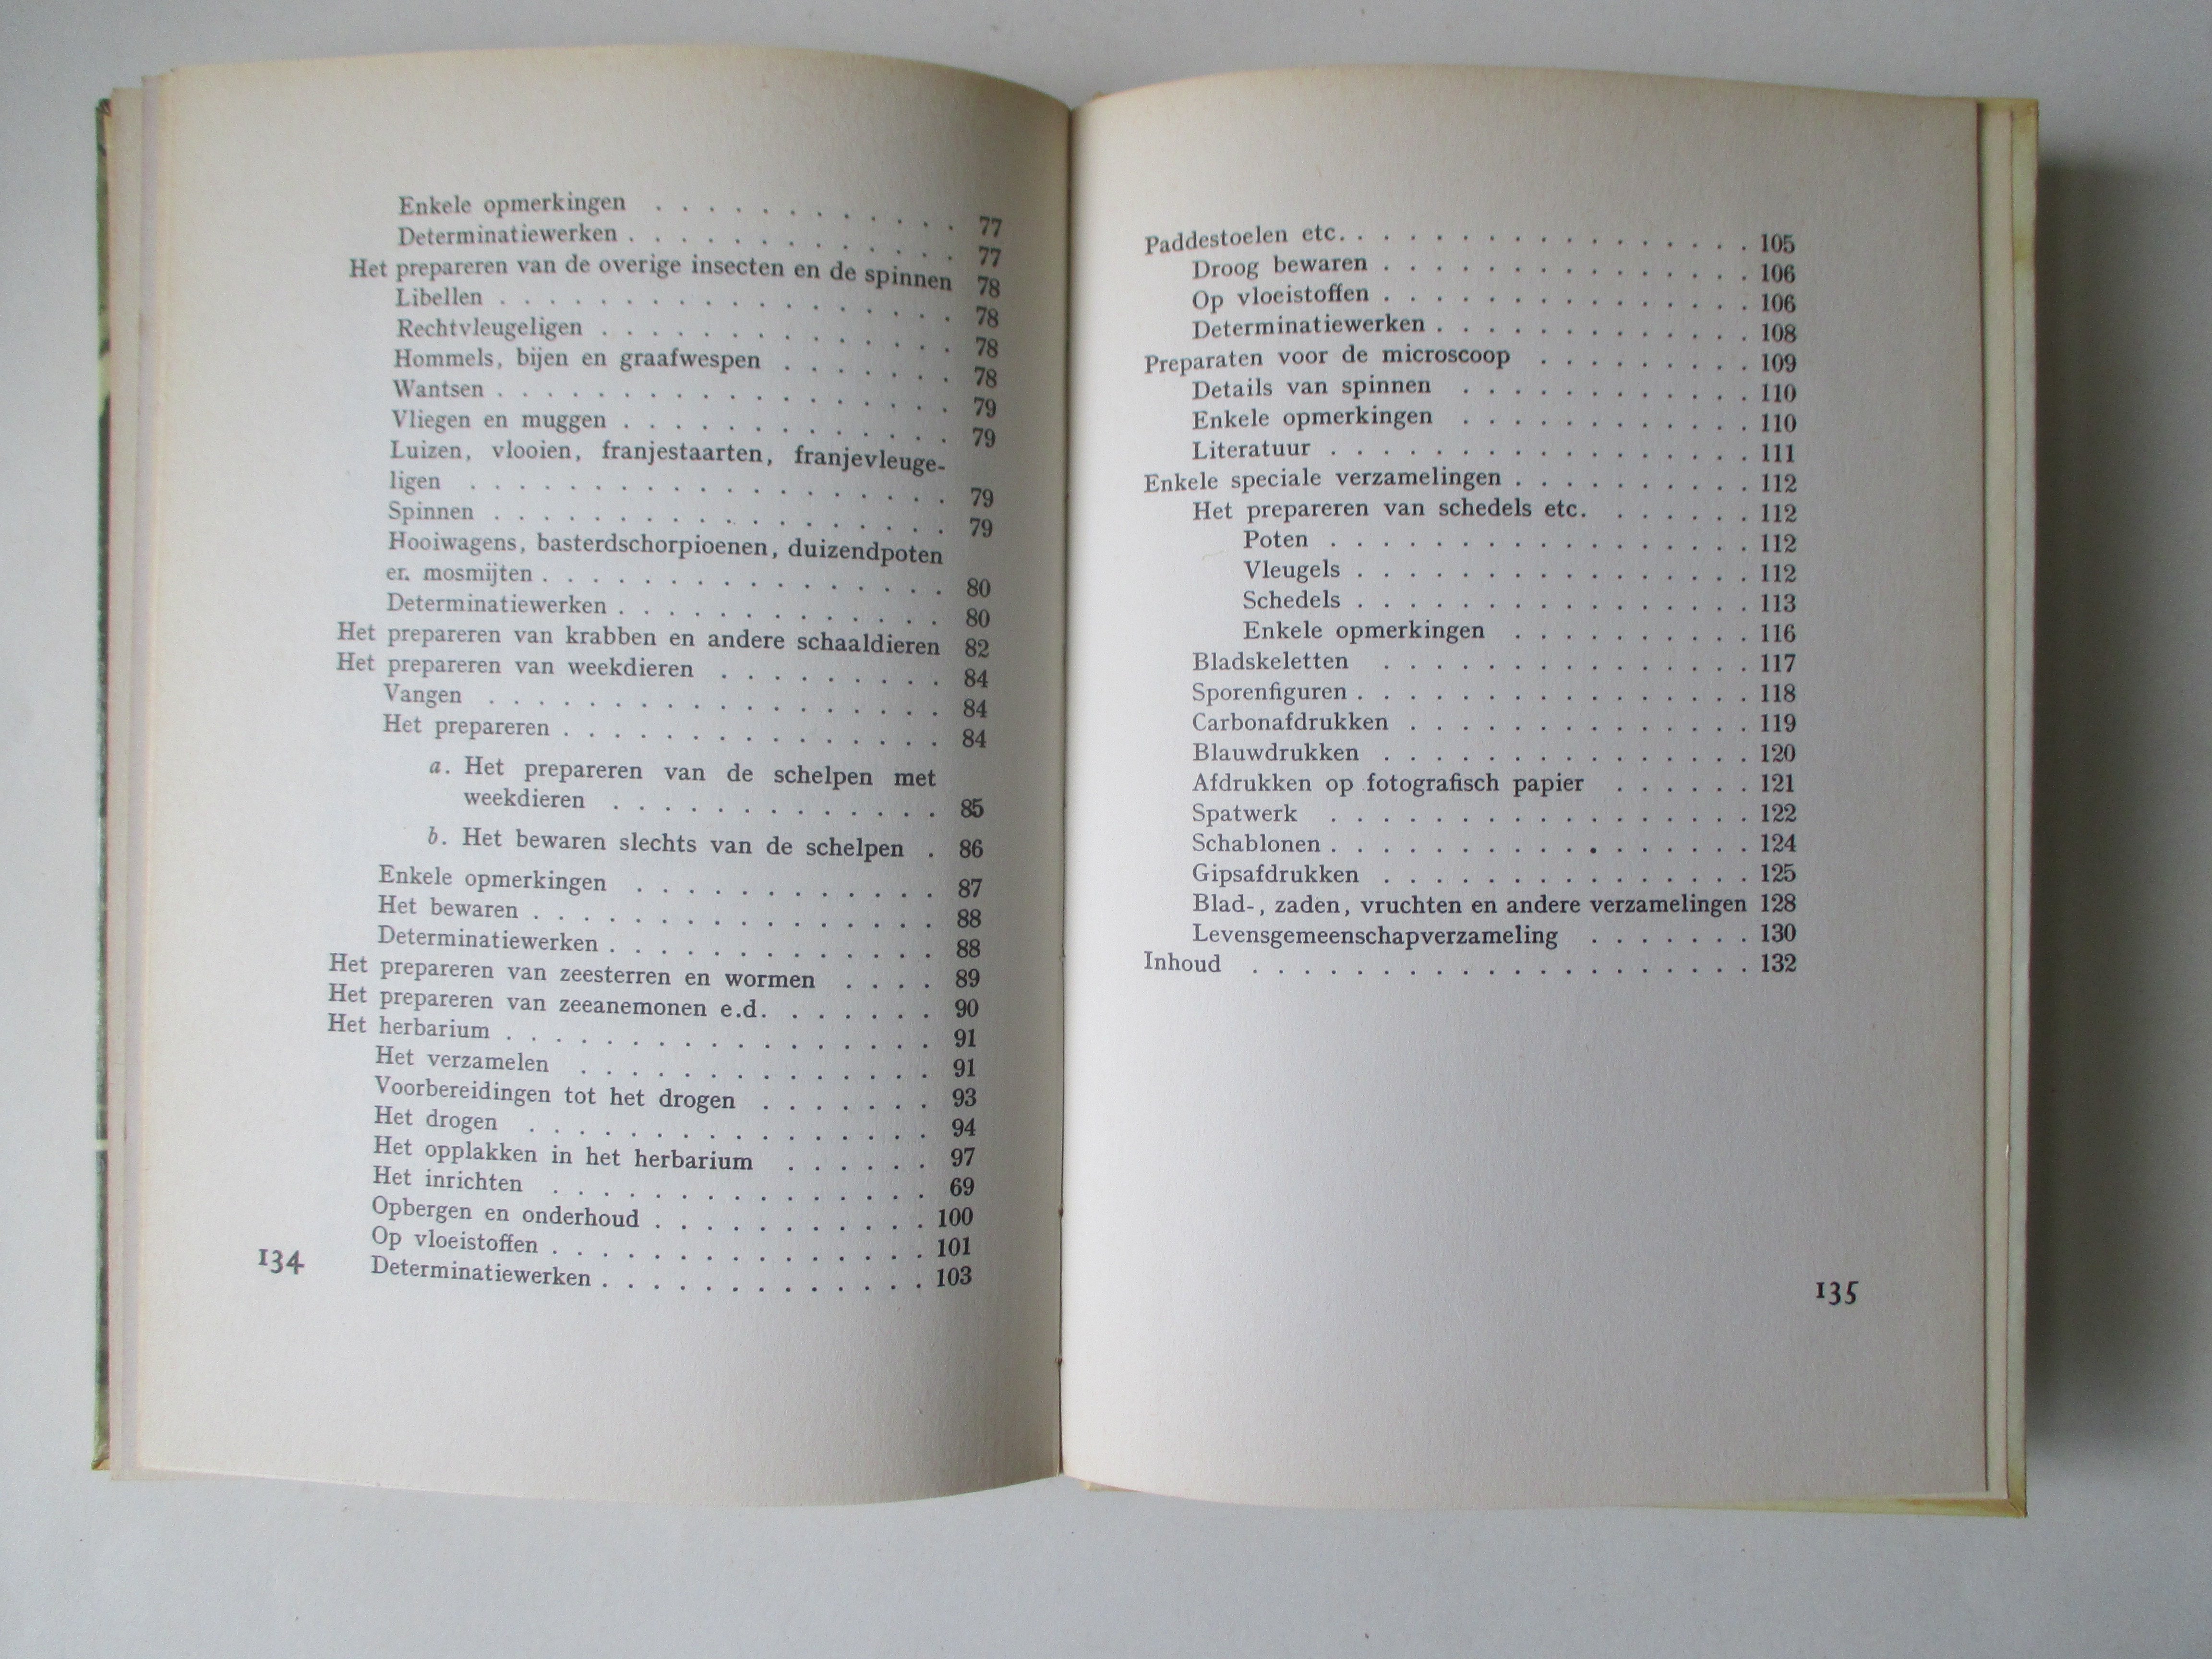 Enkele opmerkingen . . . . . . . . . . . . 77
Determinatiewerken . . . . . . . . . . . . . 77
Het prepareren van de overige insecten en de spinnen 78
Libellen . . . . . . . . . . . . . . . . . . 78
Rechtvleugeligen . . . . . . . . . . . . . . 78
Hommels, bijen en graafwespen . . . . . . . 78
Wantsen . . . . . . . . . . . . . . . . . . 79
Vliegen en muggen . . . . . . . . . . . . . 79
Luizen, vlooien, franjestaarten, franjevleuge-
ligen . . . . . . . . . . . . . . . . . . . 79
Spinnen . . . . . . . . . . . . . . . . . . 79
Hooiwagens, basterdschorpioenen, duizendpoten
en mosmijten . . . . . . . . . . . . . . . . 80
Determinatiewerken . . . . . . . . . . . . . 80
Het prepareren van krabben en andere schaaldieren 82
Het prepareren van weekdieren . . . . . . . . . 84
Vangen . . . . . . . . . . . . . . . . . . 84
Het prepareren . . . . . . . . . . . . . . . 84
a. Het prepareren van de schelpen met
weekdieren . . . . . . . . . . . . . 85
b. Het bewaren slechts van de schelpen . 86
Enkele opmerkingen . . . . . . . . . . . . 87
Het bewaren . . . . . . . . . . . . . . . . 88
Determinatiewerken . . . . . . . . . . . . . 88
Het prepareren van zeesterren en wormen . . . . 89
Het prepareren van zeeanemonen e.d. . . . . . . 90
Het herbarium . . . . . . . . . . . . . . . . . 91
Het verzamelen . . . . . . . . . . . . . . 91
Voorbereidingen tot het drogen . . . . . . . 93
Het drogen . . . . . . . . . . . . . . . . 94
Het opplakken in het herbarium . . . . . . 97
Het inrichten . . . . . . . . . . . . . . . 69
Opbergen en onderhoud . . . . . . . . . . . 100
Op vloeistoffen . . . . . . . . . . . . . . . 101
Determinatiewerken . . . . . . . . . . . . . 103
134
Paddestoelen etc. . . . . . . . . . . . . . . . . 105
Droog bewaren . . . . . . . . . . . . . . . 106
Op vloeistoffen . . . . . . . . . . . . . . . 106
Determinatiewerken . . . . . . . . . . . . . 108
Preparaten voor de microscoop . . . . . . . . . 109
Details van spinnen . . . . . . . . . . . . 110
Enkele opmerkingen . . . . . . . . . . . . 110
Literatuur . . . . . . . . . . . . . . . . . 111
Enkele speciale verzamelingen . . . . . . . . . . 112
Het prepareren van schedels etc. . . . . . . 112
Poten . . . . . . . . . . . . . . . . . 112
Vleugels . . . . . . . . . . . . . . . . 112
Schedels . . . . . . . . . . . . . . . . 113
Enkele opmerkingen . . . . . . . . . . 116
Bladskeletten . . . . . . . . . . . . . . . 117
Sporenfiguren . . . . . . . . . . . . . . . . 118
Carbonafdrukken . . . . . . . . . . . . . . 119
Blauwdrukken . . . . . . . . . . . . . . . 120
Afdrukken op fotografisch papier . . . . . . 121
Spatwerk . . . . . . . . . . . . . . . . . 122
Schablonen . . . . . . . . . . . . . . . . . 124
Gipsafdrukken . . . . . . . . . . . . . . . 125
Blad-, zaden, vruchten en andere verzamelingen 128
Levensgemeenschapverzameling . . . . . . . 130
Inhoud . . . . . . . . . . . . . . . . . . . . 132
135